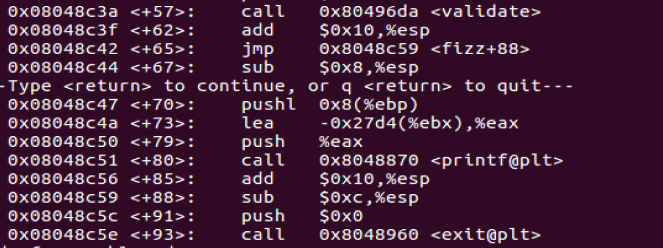 0x08048c3a <+57>: call 0x80496da <validate>
0x08048c3f <+62>: add $0x10,%esp
0x08048c42 <+65>: jmp 0x8048c59 <fizz+88>
0x08048c44 <+67>: sub $0x8,%esp
-Type <return> to continue, or q <return> to quit---
0x08048c47 <+70>: pushl 0x8(%ebp)
0x08048c4a <+73>: lea -0x27d4(%ebx),%eax
0x08048c50 <+79>: push %eax
0x08048c51 <+80>: call 0x8048870 <printf@plt>
0x08048c56 <+85>: add $0x10,%esp
0x08048c59 <+88>: sub $0xc,%esp
0x08048c5c <+91>: push $0x0
0x08048c5e <+93>: call 0x8048960 <exit@plt>